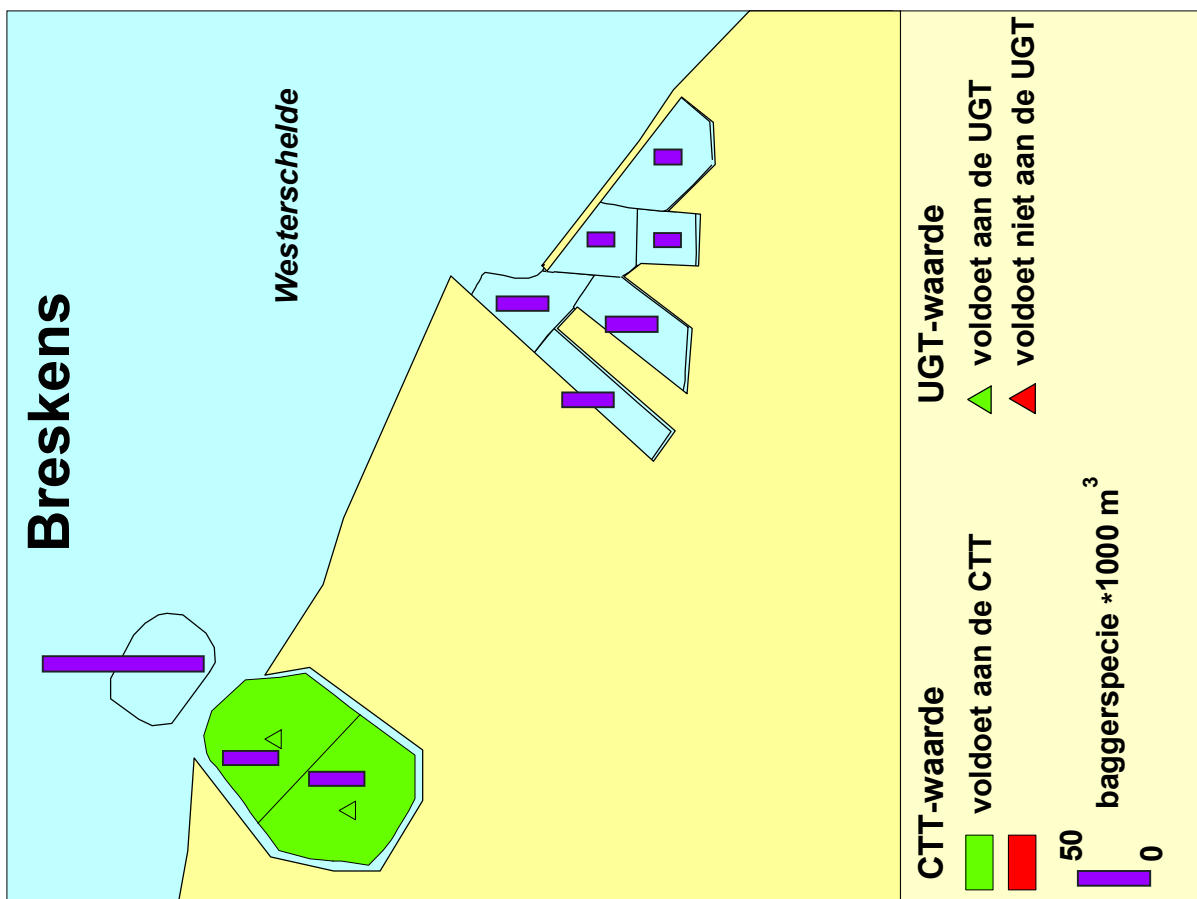 Breskens
Westerschelde
CTT-waarde
voldoet aan de CTT
UGT-waarde
voldoet aan de UGT
voldoet niet aan de UGT
50
0
baggerspecie *1000 m³